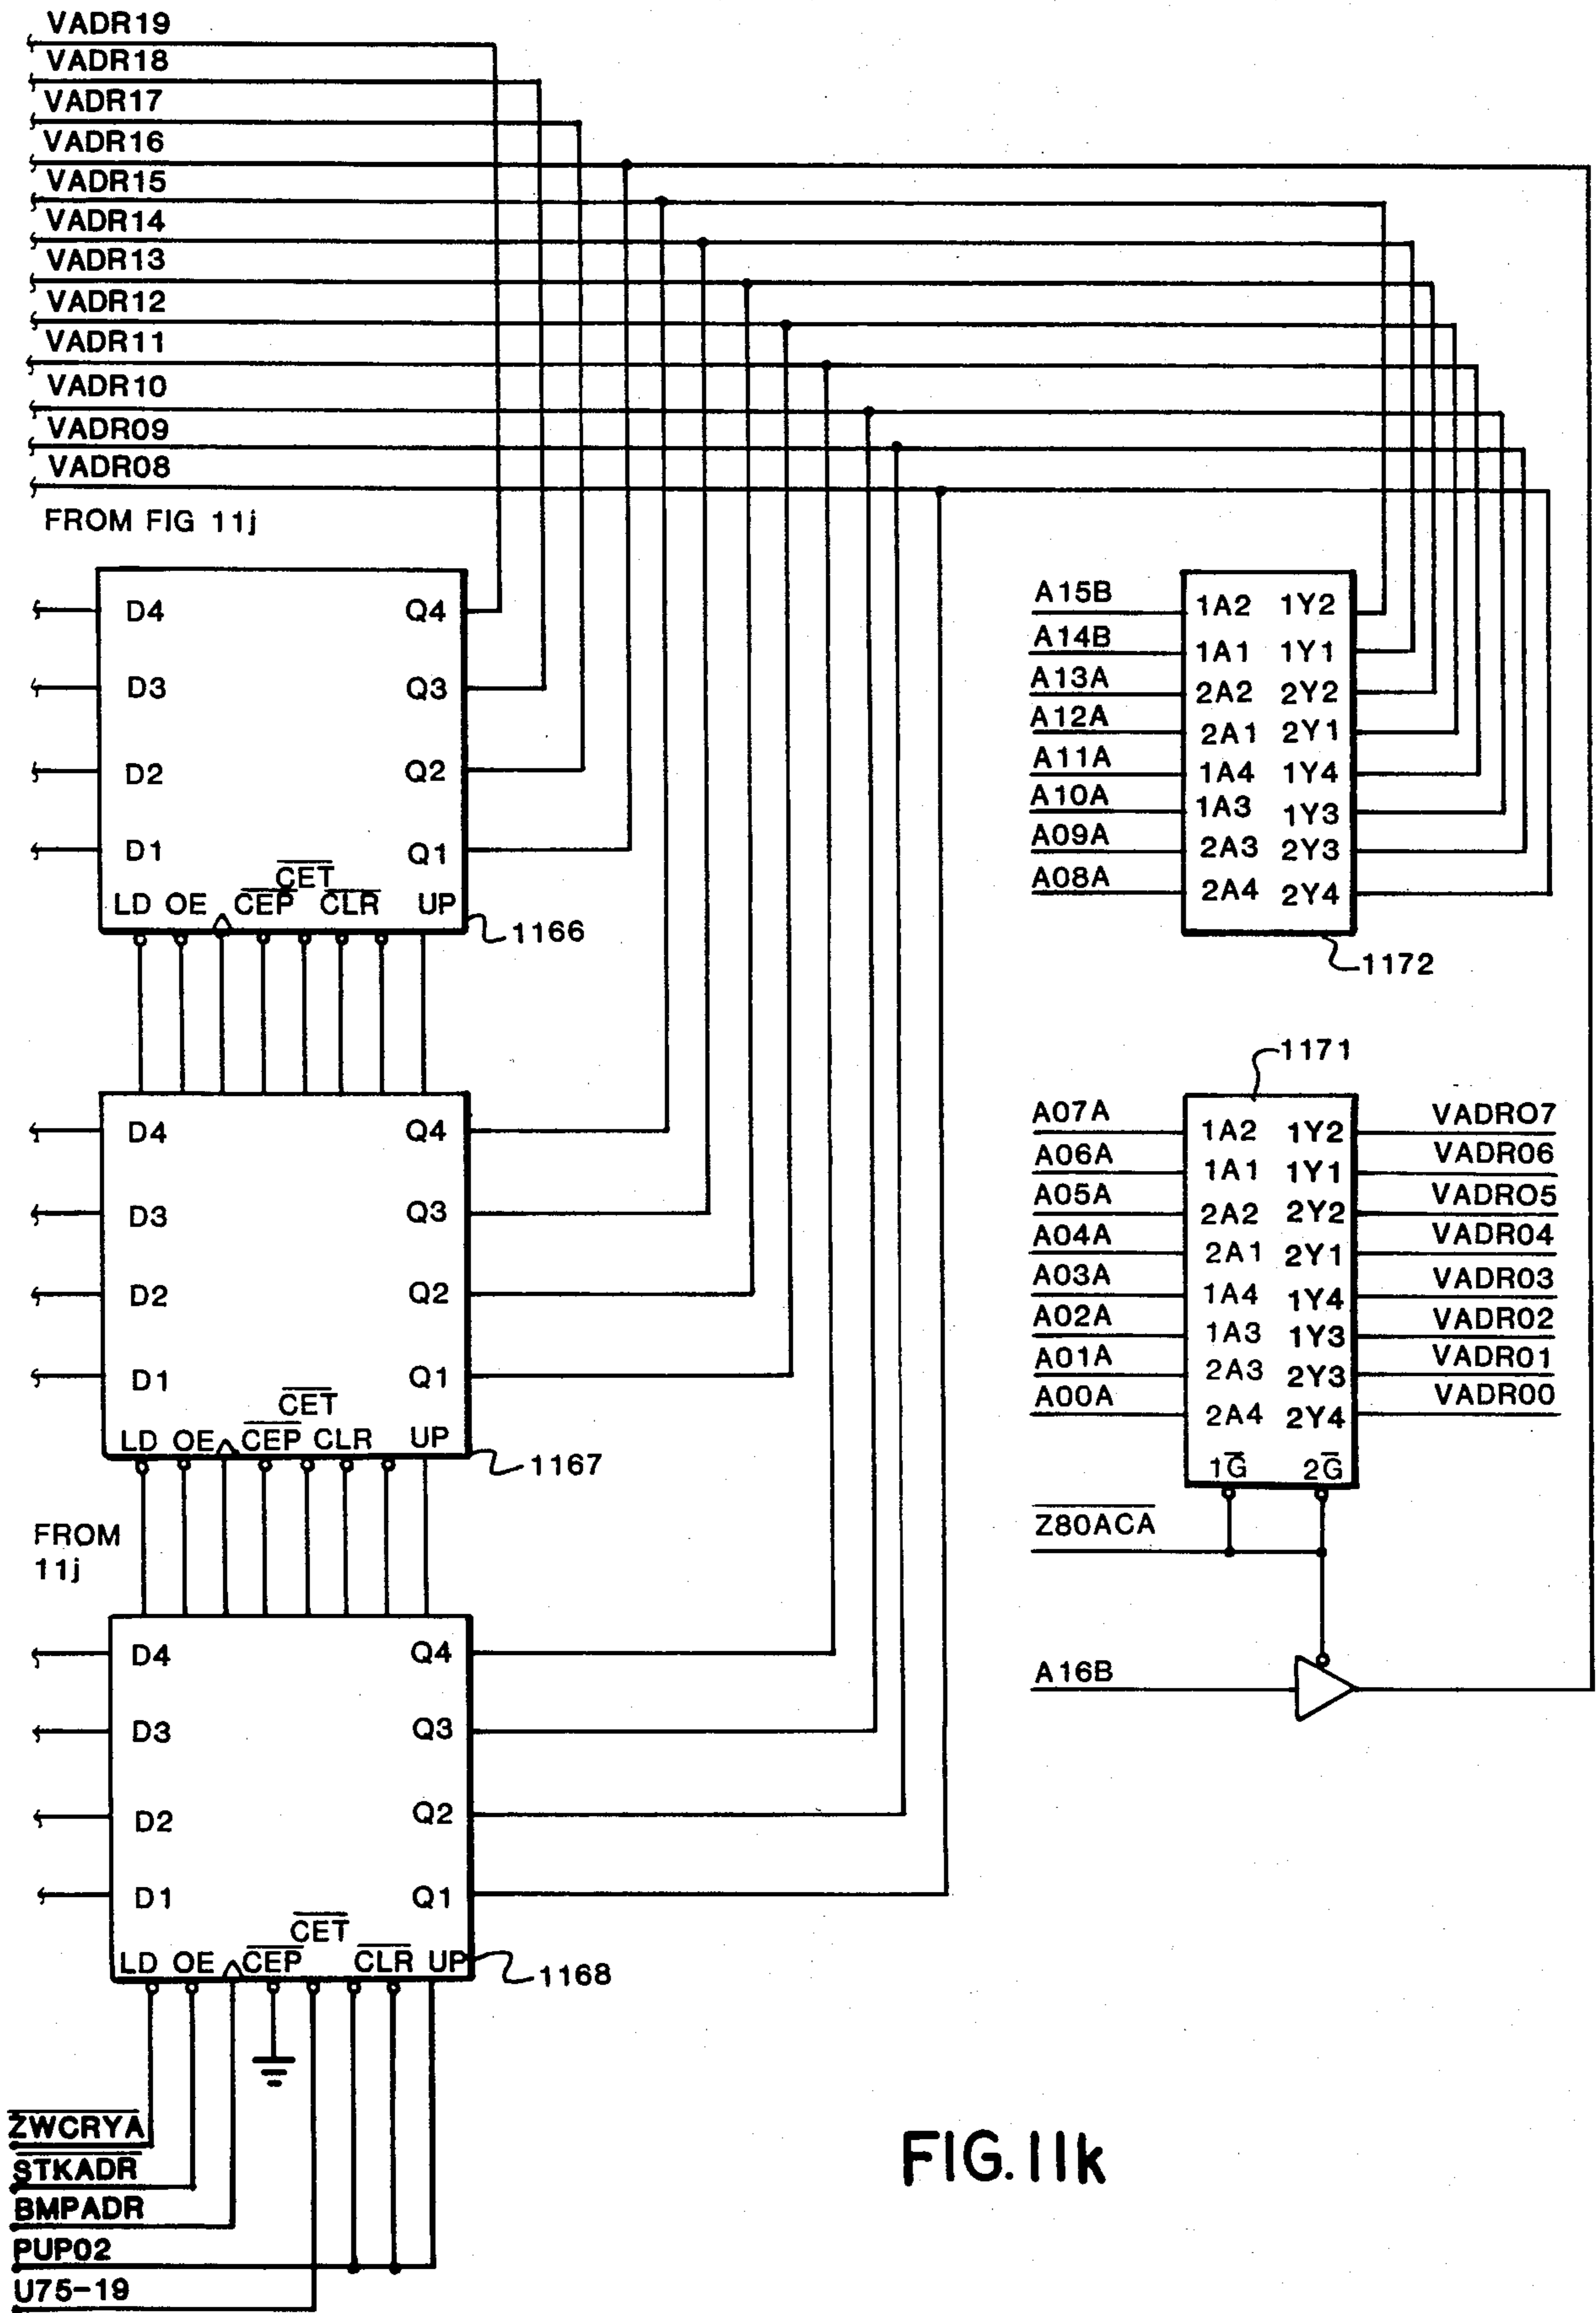 VADR19
VADR18
VADR17
VADR16
VADR15
VADR14
VADR13
VADR12
VADR11
VADR10
VADR09
VADR08
FROM FIG 11j
D4 Q4
D3 Q3
D2 Q2
D1 Q1
CET
LD OE CEP CLR UP
1166
A15B 1A2 1Y2
A14B 1A1 1Y1
A13A 2A2 2Y2
A12A 2A1 2Y1
A11A 1A4 1Y4
A10A 1A3 1Y3
A09A 2A3 2Y3
A08A 2A4 2Y4
1172
D4 Q4
D3 Q3
D2 Q2
D1 Q1
CET
LD OE CEP CLR UP
1167
1171
A07A 1A2 1Y2 VADRO7
A06A 1A1 1Y1 VADR06
A05A 2A2 2Y2 VADRO5
A04A 2A1 2Y1 VADR04
A03A 1A4 1Y4 VADR03
A02A 1A3 1Y3 VADR02
A01A 2A3 2Y3 VADR01
A00A 2A4 2Y4 VADR00
1G 2G
Z80ACA
A16B
FROM
11j
D4 Q4
D3 Q3
D2 Q2
D1 Q1
CET
LD OE CEP CLR UP
1168
ZWCRYA
STKADR
BMPADR
PUP02
U75-19
FIG.11k